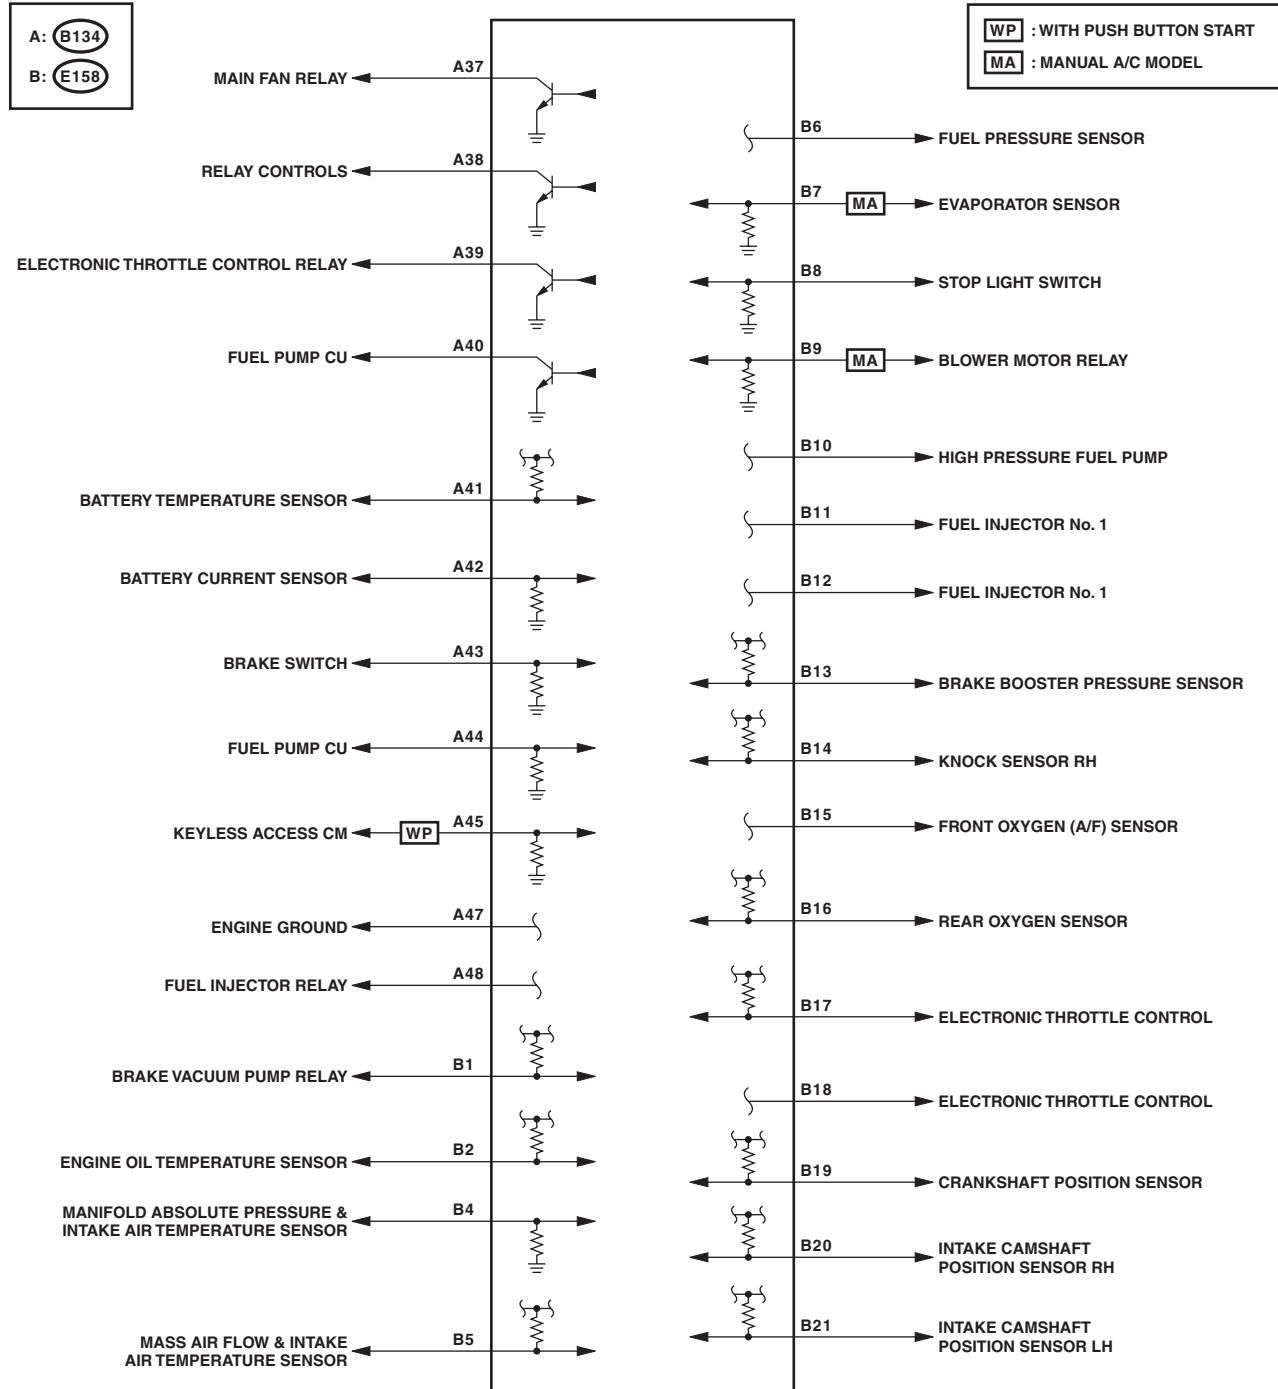 A: B134
B: E158
WP : WITH PUSH BUTTON START
MA : MANUAL A/C MODEL
MAIN FAN RELAY A37
RELAY CONTROLS A38
ELECTRONIC THROTTLE CONTROL RELAY A39
FUEL PUMP CU A40
BATTERY TEMPERATURE SENSOR A41
BATTERY CURRENT SENSOR A42
BRAKE SWITCH A43
FUEL PUMP CU A44
KEYLESS ACCESS CM WP A45
ENGINE GROUND A47
FUEL INJECTOR RELAY A48
BRAKE VACUUM PUMP RELAY B1
ENGINE OIL TEMPERATURE SENSOR B2
MANIFOLD ABSOLUTE PRESSURE & B4
INTAKE AIR TEMPERATURE SENSOR
MASS AIR FLOW & INTAKE B5
AIR TEMPERATURE SENSOR
B6 FUEL PRESSURE SENSOR
B7 MA EVAPORATOR SENSOR
B8 STOP LIGHT SWITCH
B9 MA BLOWER MOTOR RELAY
B10 HIGH PRESSURE FUEL PUMP
B11 FUEL INJECTOR No. 1
B12 FUEL INJECTOR No. 1
B13 BRAKE BOOSTER PRESSURE SENSOR
B14 KNOCK SENSOR RH
B15 FRONT OXYGEN (A/F) SENSOR
B16 REAR OXYGEN SENSOR
B17 ELECTRONIC THROTTLE CONTROL
B18 ELECTRONIC THROTTLE CONTROL
B19 CRANKSHAFT POSITION SENSOR
B20 INTAKE CAMSHAFT
POSITION SENSOR RH
B21 INTAKE CAMSHAFT
POSITION SENSOR LH